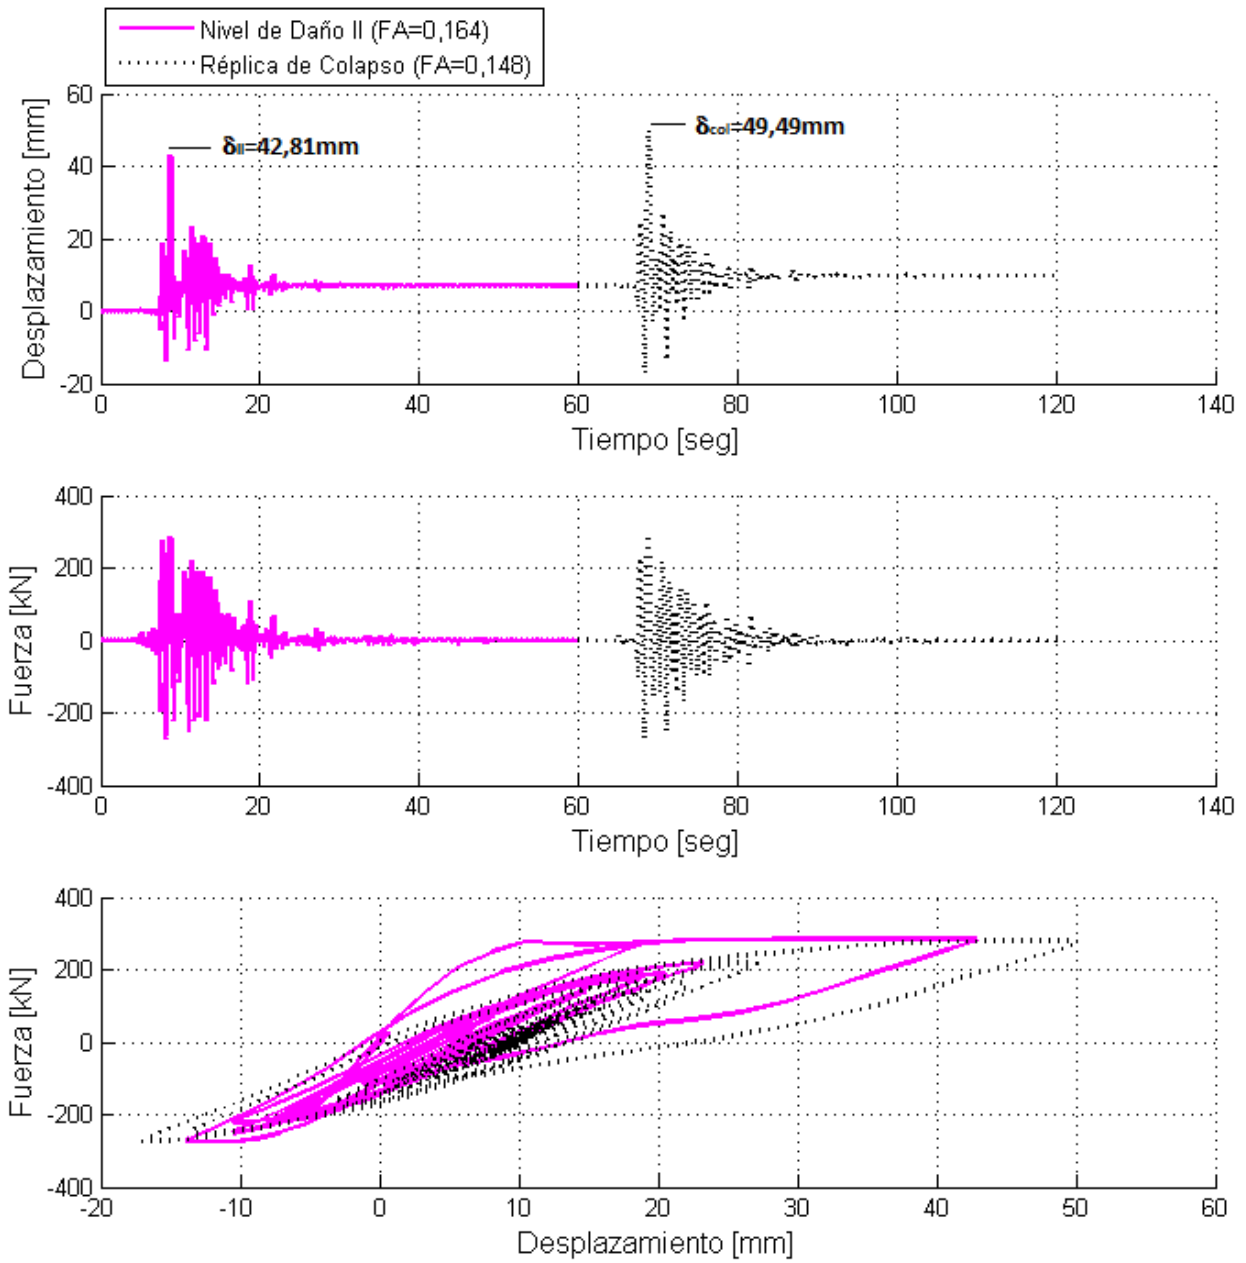 Nivel de Daño II (FA=0,164)
Réplica de Colapso (FA=0,148)
60
40
20
0
-20
Desplazamiento [mm]
δII=42,81mm
δcol=49,49mm
0 20 40 60 80 100 120 140
Tiempo [seg]
400
200
0
-200
-400
Fuerza [kN]
0 20 40 60 80 100 120 140
Tiempo [seg]
400
200
0
-200
-400
Fuerza [kN]
-20 -10 0 10 20 30 40 50 60
Desplazamiento [mm]